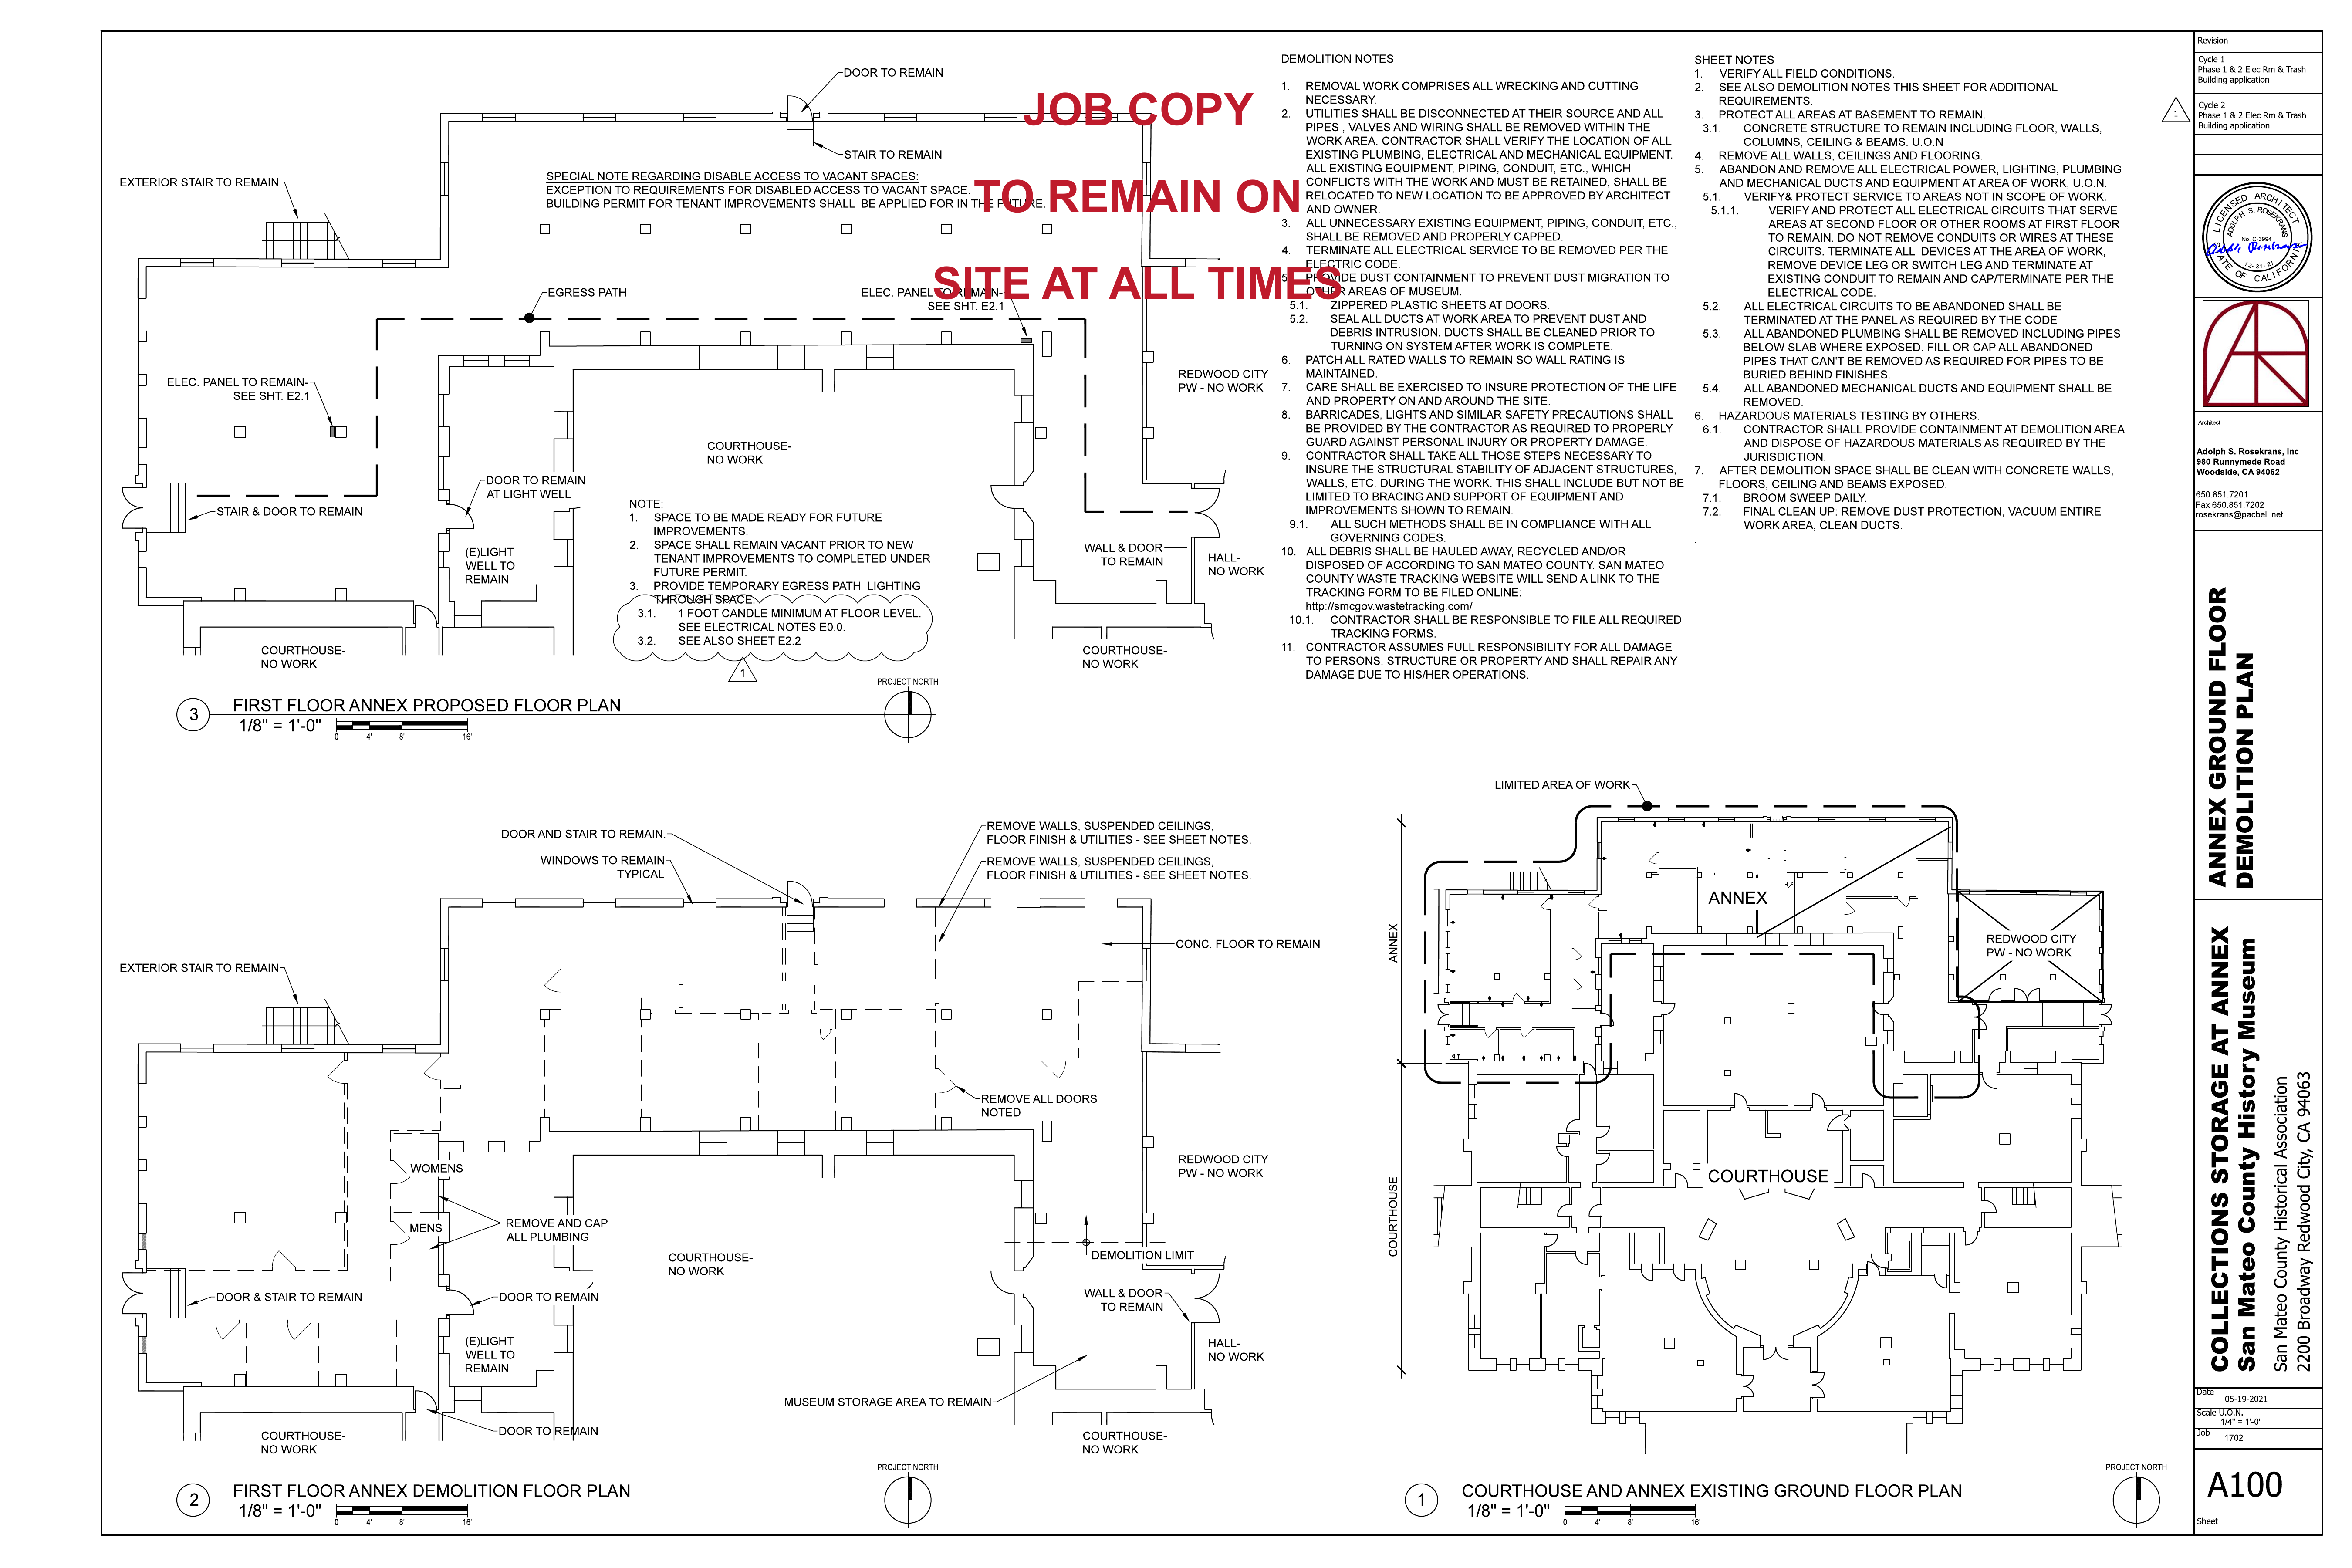 DOOR TO REMAIN
STAIR TO REMAIN
EXTERIOR STAIR TO REMAIN
SPECIAL NOTE REGARDING DISABLE ACCESS TO VACANT SPACES:
EXCEPTION TO REQUIREMENTS FOR DISABLED ACCESS TO VACANT SPACE.
BUILDING PERMIT FOR TENANT IMPROVEMENTS SHALL BE APPLIED FOR IN THE FUTURE.
JOB COPY
TO REMAIN ON
SITE AT ALL TIMES
EGRESS PATH
ELEC. PANEL TO REMAIN-
SEE SHT. E2.1
ELEC. PANEL TO REMAIN-
SEE SHT. E2.1
REDWOOD CITY
PW - NO WORK
COURTHOUSE-
NO WORK
DOOR TO REMAIN
AT LIGHT WELL
STAIR & DOOR TO REMAIN
(E)LIGHT
WELL TO
REMAIN
NOTE:
1. SPACE TO BE MADE READY FOR FUTURE
IMPROVEMENTS.
2. SPACE SHALL REMAIN VACANT PRIOR TO NEW
TENANT IMPROVEMENTS TO COMPLETED UNDER
FUTURE PERMIT.
3. PROVIDE TEMPORARY EGRESS PATH LIGHTING
THROUGH SPACE.
3.1. 1 FOOT CANDLE MINIMUM AT FLOOR LEVEL.
SEE ELECTRICAL NOTES E0.0.
3.2. SEE ALSO SHEET E2.2
1
WALL & DOOR
TO REMAIN
HALL-
NO WORK
COURTHOUSE-
NO WORK
COURTHOUSE-
NO WORK
PROJECT NORTH
3
FIRST FLOOR ANNEX PROPOSED FLOOR PLAN
1/8" = 1'-0"
0 4' 8' 16'
DEMOLITION NOTES
1. REMOVAL WORK COMPRISES ALL WRECKING AND CUTTING
NECESSARY.
2. UTILITIES SHALL BE DISCONNECTED AT THEIR SOURCE AND ALL
PIPES , VALVES AND WIRING SHALL BE REMOVED WITHIN THE
WORK AREA. CONTRACTOR SHALL VERIFY THE LOCATION OF ALL
EXISTING PLUMBING, ELECTRICAL AND MECHANICAL EQUIPMENT.
ALL EXISTING EQUIPMENT, PIPING, CONDUIT, ETC., WHICH
CONFLICTS WITH THE WORK AND MUST BE RETAINED, SHALL BE
RELOCATED TO NEW LOCATION TO BE APPROVED BY ARCHITECT
AND OWNER.
3. ALL UNNECESSARY EXISTING EQUIPMENT, PIPING, CONDUIT, ETC.,
SHALL BE REMOVED AND PROPERLY CAPPED.
4. TERMINATE ALL ELECTRICAL SERVICE TO BE REMOVED PER THE
ELECTRIC CODE.
5. PROVIDE DUST CONTAINMENT TO PREVENT DUST MIGRATION TO
OTHER AREAS OF MUSEUM.
5.1. ZIPPERED PLASTIC SHEETS AT DOORS.
5.2. SEAL ALL DUCTS AT WORK AREA TO PREVENT DUST AND
DEBRIS INTRUSION. DUCTS SHALL BE CLEANED PRIOR TO
TURNING ON SYSTEM AFTER WORK IS COMPLETE.
6. PATCH ALL RATED WALLS TO REMAIN SO WALL RATING IS
MAINTAINED.
7. CARE SHALL BE EXERCISED TO INSURE PROTECTION OF THE LIFE
AND PROPERTY ON AND AROUND THE SITE.
8. BARRICADES, LIGHTS AND SIMILAR SAFETY PRECAUTIONS SHALL
BE PROVIDED BY THE CONTRACTOR AS REQUIRED TO PROPERLY
GUARD AGAINST PERSONAL INJURY OR PROPERTY DAMAGE.
9. CONTRACTOR SHALL TAKE ALL THOSE STEPS NECESSARY TO
INSURE THE STRUCTURAL STABILITY OF ADJACENT STRUCTURES,
WALLS, ETC. DURING THE WORK. THIS SHALL INCLUDE BUT NOT BE
LIMITED TO BRACING AND SUPPORT OF EQUIPMENT AND
IMPROVEMENTS SHOWN TO REMAIN.
9.1. ALL SUCH METHODS SHALL BE IN COMPLIANCE WITH ALL
GOVERNING CODES.
10. ALL DEBRIS SHALL BE HAULED AWAY, RECYCLED AND/OR
DISPOSED OF ACCORDING TO SAN MATEO COUNTY. SAN MATEO
COUNTY WASTE TRACKING WEBSITE WILL SEND A LINK TO THE
TRACKING FORM TO BE FILED ONLINE:
http://smcgov.wastetracking.com/
10.1. CONTRACTOR SHALL BE RESPONSIBLE TO FILE ALL REQUIRED
TRACKING FORMS.
11. CONTRACTOR ASSUMES FULL RESPONSIBILITY FOR ALL DAMAGE
TO PERSONS, STRUCTURE OR PROPERTY AND SHALL REPAIR ANY
DAMAGE DUE TO HIS/HER OPERATIONS.
SHEET NOTES
1. VERIFY ALL FIELD CONDITIONS.
2. SEE ALSO DEMOLITION NOTES THIS SHEET FOR ADDITIONAL
REQUIREMENTS.
3. PROTECT ALL AREAS AT BASEMENT TO REMAIN.
3.1. CONCRETE STRUCTURE TO REMAIN INCLUDING FLOOR, WALLS,
COLUMNS, CEILING & BEAMS. U.O.N
4. REMOVE ALL WALLS, CEILINGS AND FLOORING.
5. ABANDON AND REMOVE ALL ELECTRICAL POWER, LIGHTING, PLUMBING
AND MECHANICAL DUCTS AND EQUIPMENT AT AREA OF WORK, U.O.N.
5.1. VERIFY& PROTECT SERVICE TO AREAS NOT IN SCOPE OF WORK.
5.1.1. VERIFY AND PROTECT ALL ELECTRICAL CIRCUITS THAT SERVE
AREAS AT SECOND FLOOR OR OTHER ROOMS AT FIRST FLOOR
TO REMAIN. DO NOT REMOVE CONDUITS OR WIRES AT THESE
CIRCUITS. TERMINATE ALL DEVICES AT THE AREA OF WORK,
REMOVE DEVICE LEG OR SWITCH LEG AND TERMINATE AT
EXISTING CONDUIT TO REMAIN AND CAP/TERMINATE PER THE
ELECTRICAL CODE.
5.2. ALL ELECTRICAL CIRCUITS TO BE ABANDONED SHALL BE
TERMINATED AT THE PANEL AS REQUIRED BY THE CODE
5.3. ALL ABANDONED PLUMBING SHALL BE REMOVED INCLUDING PIPES
BELOW SLAB WHERE EXPOSED. FILL OR CAP ALL ABANDONED
PIPES THAT CAN'T BE REMOVED AS REQUIRED FOR PIPES TO BE
BURIED BEHIND FINISHES.
5.4. ALL ABANDONED MECHANICAL DUCTS AND EQUIPMENT SHALL BE
REMOVED.
6. HAZARDOUS MATERIALS TESTING BY OTHERS.
6.1. CONTRACTOR SHALL PROVIDE CONTAINMENT AT DEMOLITION AREA
AND DISPOSE OF HAZARDOUS MATERIALS AS REQUIRED BY THE
JURISDICTION.
7. AFTER DEMOLITION SPACE SHALL BE CLEAN WITH CONCRETE WALLS,
FLOORS, CEILING AND BEAMS EXPOSED.
7.1. BROOM SWEEP DAILY.
7.2. FINAL CLEAN UP: REMOVE DUST PROTECTION, VACUUM ENTIRE
WORK AREA, CLEAN DUCTS.
.
DOOR AND STAIR TO REMAIN.
WINDOWS TO REMAIN
TYPICAL
REMOVE WALLS, SUSPENDED CEILINGS,
FLOOR FINISH & UTILITIES - SEE SHEET NOTES.
REMOVE WALLS, SUSPENDED CEILINGS,
FLOOR FINISH & UTILITIES - SEE SHEET NOTES.
CONC. FLOOR TO REMAIN
EXTERIOR STAIR TO REMAIN
REMOVE ALL DOORS
NOTED
WOMENS
MENS
REMOVE AND CAP
ALL PLUMBING
REDWOOD CITY
PW - NO WORK
COURTHOUSE-
NO WORK
DEMOLITION LIMIT
DOOR & STAIR TO REMAIN
DOOR TO REMAIN
WALL & DOOR
TO REMAIN
(E)LIGHT
WELL TO
REMAIN
HALL-
NO WORK
MUSEUM STORAGE AREA TO REMAIN
DOOR TO REMAIN
COURTHOUSE-
NO WORK
COURTHOUSE-
NO WORK
PROJECT NORTH
2
FIRST FLOOR ANNEX DEMOLITION FLOOR PLAN
1/8" = 1'-0"
0 4' 8' 16'
LIMITED AREA OF WORK
ANNEX
ANNEX
REDWOOD CITY
PW - NO WORK
COURTHOUSE
COURTHOUSE
PROJECT NORTH
1
COURTHOUSE AND ANNEX EXISTING GROUND FLOOR PLAN
1/8" = 1'-0"
0 4' 8' 16'
Revision
Cycle 1
Phase 1 & 2 Elec Rm & Trash
Building application
1
Cycle 2
Phase 1 & 2 Elec Rm & Trash
Building application
LICENSED ARCHITECT
ADOLPH S. ROSEKRANS
No. C-3994
12-31-21
STATE OF CALIFORNIA
Architect
Adolph S. Rosekrans, Inc
980 Runnymede Road
Woodside, CA 94062
650.851.7201
Fax 650.851.7202
rosekrans@pacbell.net
ANNEX GROUND FLOOR
DEMOLITION PLAN
COLLECTIONS STORAGE AT ANNEX
San Mateo County History Museum
San Mateo County Historical Association
2200 Broadway Redwood City, CA 94063
Date
05-19-2021
Scale U.O.N.
1/4" = 1'-0"
Job
1702
A100
Sheet